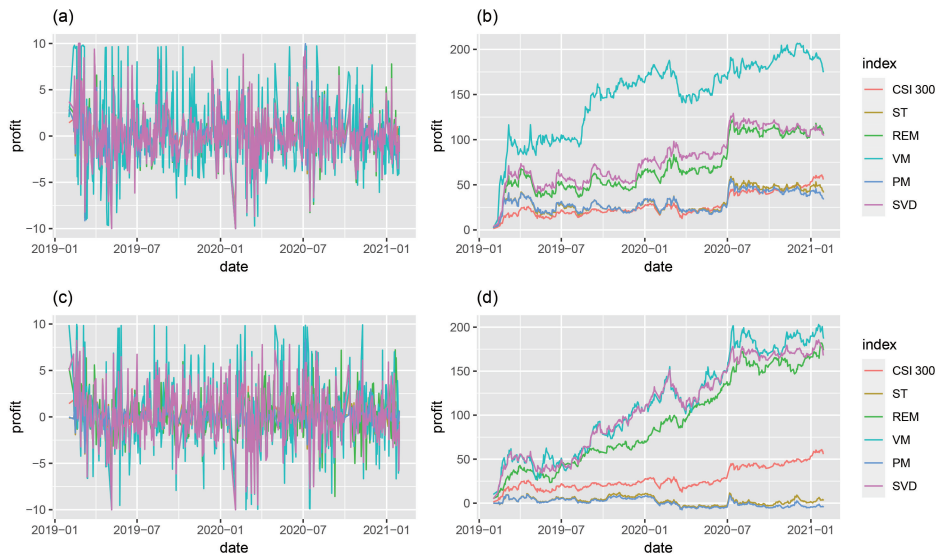 (a)
profit
10
5
0
−5
−10
2019−01
2019−07
2020−01
2020−07
2021−01
date
(b)
profit
200
150
100
50
0
2019−01
2019−07
2020−01
2020−07
2021−01
date
index
CSI 300
ST
REM
VM
PM
SVD
(c)
profit
10
5
0
−5
−10
2019−01
2019−07
2020−01
2020−07
2021−01
date
(d)
profit
200
150
100
50
0
2019−01
2019−07
2020−01
2020−07
2021−01
date
index
CSI 300
ST
REM
VM
PM
SVD